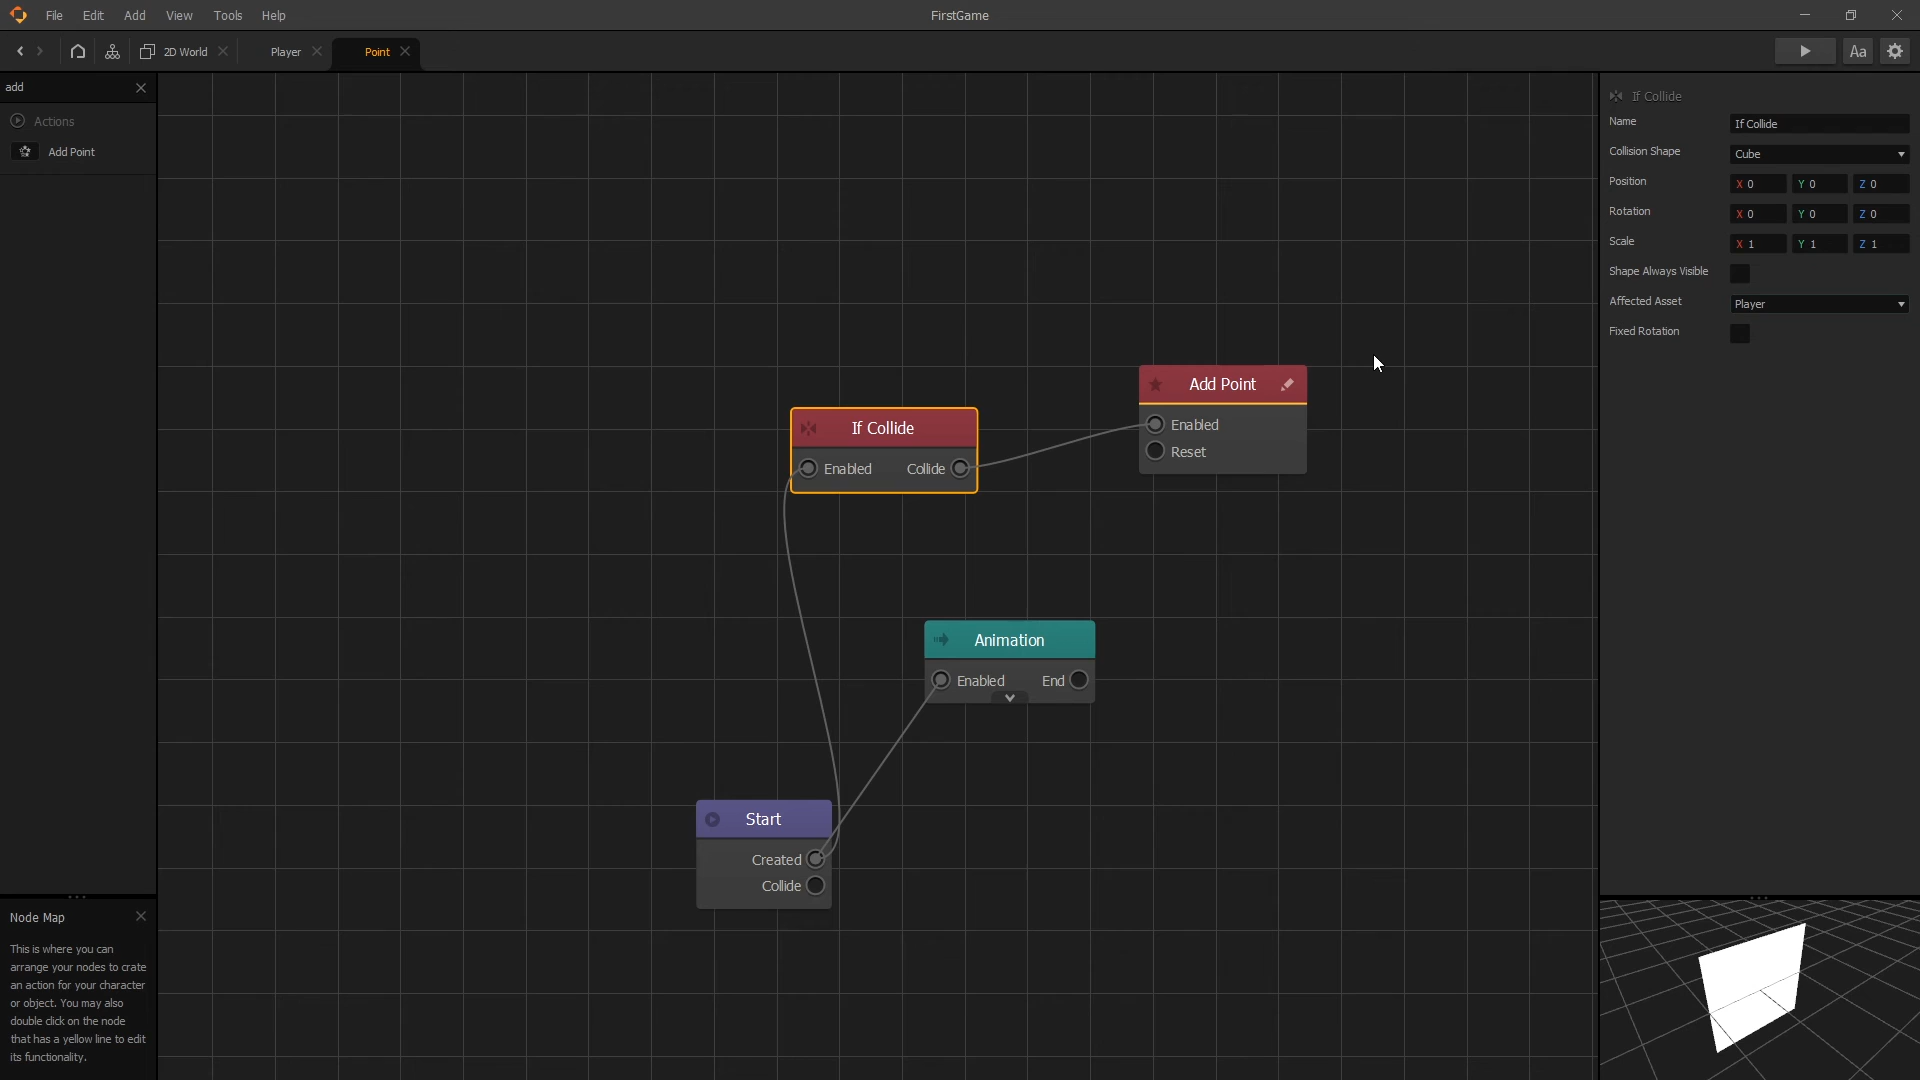 File Edit Add View Tools Help
FirstGame
2D World
Player
Point
Aa
add
Actions
Add Point
If Collide
Enabled Collide
Add Point
Enabled
Reset
Animation
Enabled End
Start
Created
Collide
If Collide
Name If Collide
Collision Shape Cube
Position X 0 Y 0 Z 0
Rotation X 0 Y 0 Z 0
Scale X 1 Y 1 Z 1
Shape Always Visible
Affected Asset Player
Fixed Rotation
Node Map
This is where you can
arrange your nodes to crate
an action for your character
or object. You may also
double click on the node
that has a yellow line to edit
its functionality.